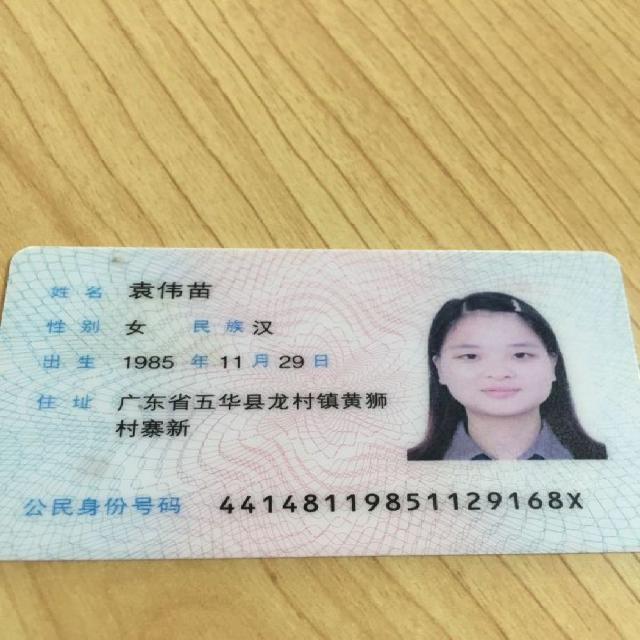 姓名 袁伟苗
性别 女 民族 汉
出生 1985 年 11 月 29 日
住址 广东省五华县龙村镇黄狮
村寨新
公民身份号码 44148119851129168X